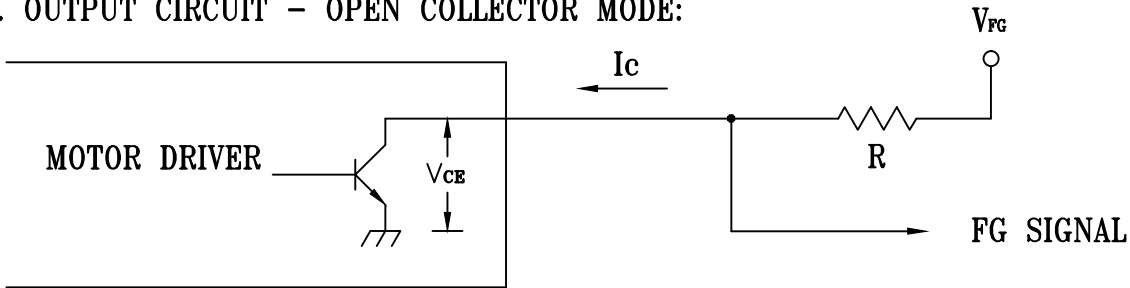 . OUTPUT CIRCUIT - OPEN COLLECTOR MODE:
VFG
Ic
MOTOR DRIVER
VCE
R
FG SIGNAL